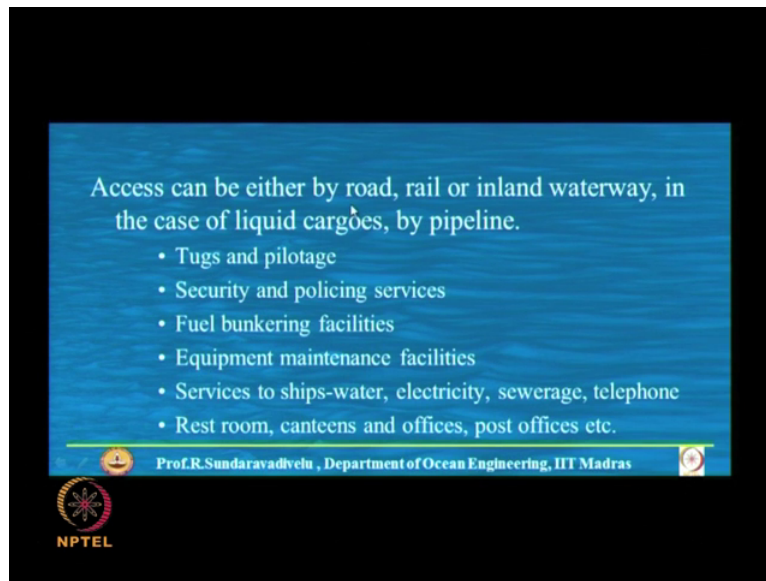 Access can be either by road, rail or inland waterway, in
the case of liquid cargoes, by pipeline.
• Tugs and pilotage
• Security and policing services
• Fuel bunkering facilities
• Equipment maintenance facilities
• Services to ships-water, electricity, sewerage, telephone
• Rest room, canteens and offices, post offices etc.
Prof.R.Sundaravadivelu , Department of Ocean Engineering, IIT Madras
NPTEL